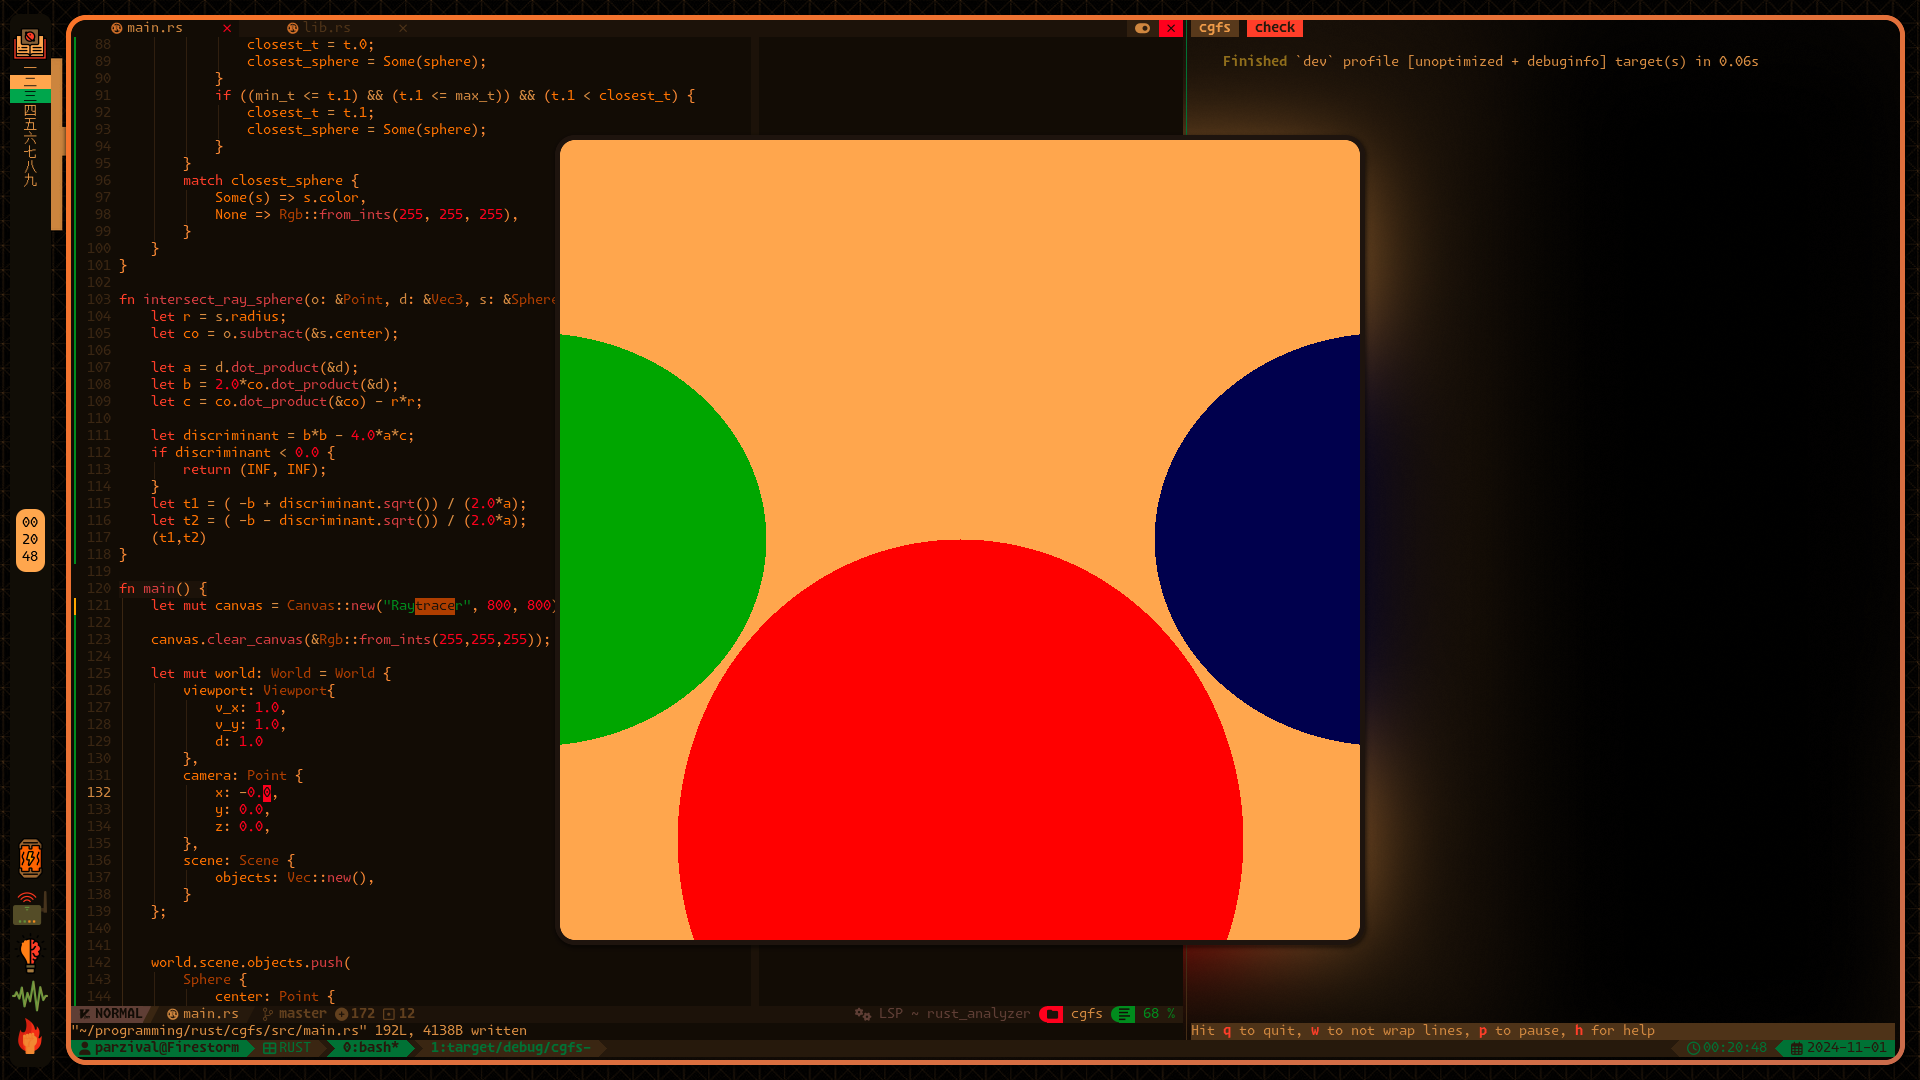 main.rs × lib.rs × ×
88 closest_t = t.0;
89 closest_sphere = Some(sphere);
90 }
91 if ((min_t <= t.1) && (t.1 <= max_t)) && (t.1 < closest_t) {
92 closest_t = t.1;
93 closest_sphere = Some(sphere);
94 }
95 }
96 match closest_sphere {
97 Some(s) => s.color,
98 None => Rgb::from_ints(255, 255, 255),
99 }
100 }
101 }
102
103 fn intersect_ray_sphere(o: &Point, d: &Vec3, s: &Sphere
104 let r = s.radius;
105 let co = o.subtract(&s.center);
106
107 let a = d.dot_product(&d);
108 let b = 2.0*co.dot_product(&d);
109 let c = co.dot_product(&co) - r*r;
110
111 let discriminant = b*b - 4.0*a*c;
112 if discriminant < 0.0 {
113 return (INF, INF);
114 }
115 let t1 = ( -b + discriminant.sqrt()) / (2.0*a);
116 let t2 = ( -b - discriminant.sqrt()) / (2.0*a);
117 (t1,t2)
118 }
119
120 fn main() {
121 let mut canvas = Canvas::new("Raytracer", 800, 800)
122
123 canvas.clear_canvas(&Rgb::from_ints(255,255,255));
124
125 let mut world: World = World {
126 viewport: Viewport{
127 v_x: 1.0,
128 v_y: 1.0,
129 d: 1.0
130 },
131 camera: Point {
132 x: -0.0,
133 y: 0.0,
134 z: 0.0,
135 },
136 scene: Scene {
137 objects: Vec::new(),
138 }
139 };
140
141
142 world.scene.objects.push(
143 Sphere {
144 center: Point {
NORMAL main.rs master 172 12 LSP ~ rust_analyzer cgfs 68 %
"~/programming/rust/cgfs/src/main.rs" 192L, 4138B written
cgfs check
Finished `dev` profile [unoptimized + debuginfo] target(s) in 0.06s
Hit q to quit, w to not wrap lines, p to pause, h for help
parzival@Firestorm RUST 0:bash* 1:target/debug/cgfs- 00:20:48 2024-11-01
一
二
三
四
五
六
七
八
九
00
20
48